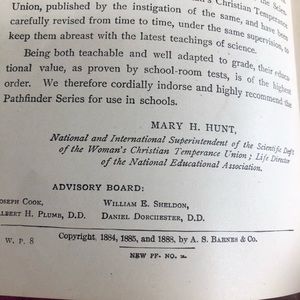 's Christian Temperance
Union, published by the instigation of the same, and have been
carefully revised from time to time, under the same supervision, to
keep them abreast with the latest teachings of science.
Being both teachable and well adapted to grade, their educa-
tional value, as proven by school-room tests, is of the highest
order. We therefore cordially indorse and highly recommend the
Pathfinder Series for use in schools.
MARY H. HUNT,
National and International Superintendent of the Scientific Dept.
of the Woman's Christian Temperance Union; Life Director
of the National Educational Association.
ADVISORY BOARD:
JOSEPH COOK, WILLIAM E. SHELDON,
ALBERT H. PLUMB, D.D. DANIEL DORCHESTER, D.D.
Copyright, 1884, 1885, and 1888, by A. S. BARNES & CO.
W. P. 8
NEW PF. NO.